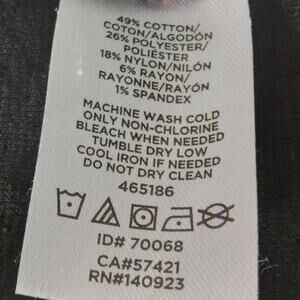 49% COTTON/
COTON/ALGODÓN
26% POLYESTER/
POLIÉSTER
18% NYLON/NILÓN
6% RAYON/
RAYONNE/RAYÓN
1% SPANDEX
MACHINE WASH COLD
ONLY NON-CHLORINE
BLEACH WHEN NEEDED
TUMBLE DRY LOW
COOL IRON IF NEEDED
DO NOT DRY CLEAN
465186
ID# 70068
CA#57421
RN#140923